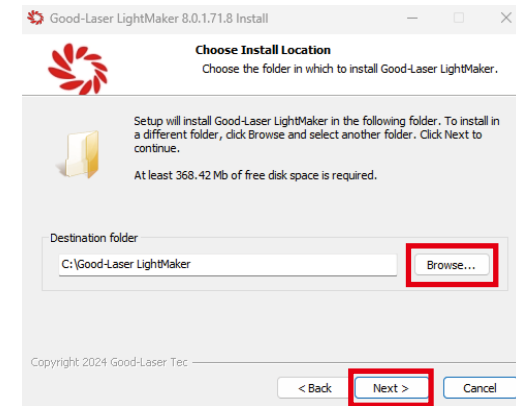 Good-Laser LightMaker 8.0.1.71.8 Install
Choose Install Location
Choose the folder in which to install Good-Laser LightMaker.
Setup will install Good-Laser LightMaker in the following folder. To install in
a different folder, click Browse and select another folder. Click Next to
continue.
At least 368.42 Mb of free disk space is required.
Destination folder
C:\Good-Laser LightMaker
Browse...
Copyright 2024 Good-Laser Tec
< Back Next > Cancel